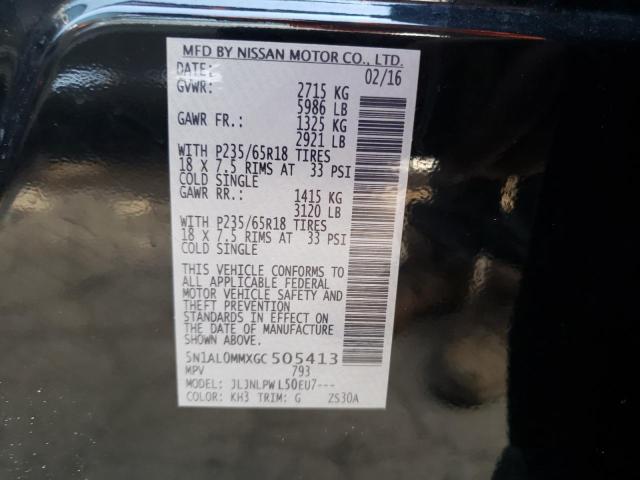 MFD BY NISSAN MOTOR CO., LTD.
DATE: 02/16
GVWR: 2715 KG
5986 LB
GAWR FR.: 1325 KG
2921 LB
WITH P235/65R18 TIRES
18 X 7.5 RIMS AT 33 PSI
COLD SINGLE
GAWR RR.: 1415 KG
3120 LB
WITH P235/65R18 TIRES
18 X 7.5 RIMS AT 33 PSI
COLD SINGLE
THIS VEHICLE CONFORMS TO
ALL APPLICABLE FEDERAL
MOTOR VEHICLE SAFETY AND
THEFT PREVENTION
STANDARDS IN EFFECT ON
THE DATE OF MANUFACTURE
SHOWN ABOVE.
5N1AL0MMXGC505413
MPV 793
MODEL: JLJNLPWL50EU7---
COLOR: KH3 TRIM: G ZS30A